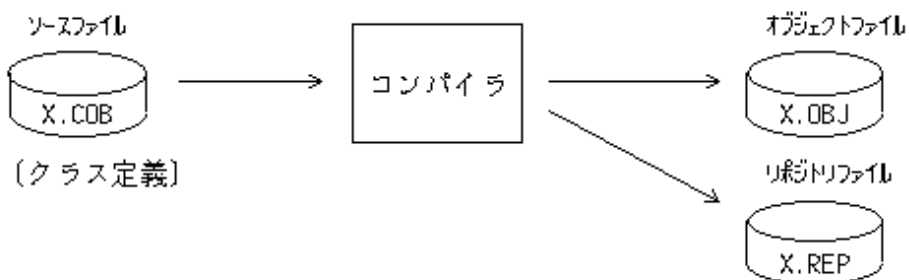 ソースファイル
X.COB
〔クラス定義〕
コンパイラ
オブジェクトファイル
X.OBJ
リポジトリファイル
X.REP